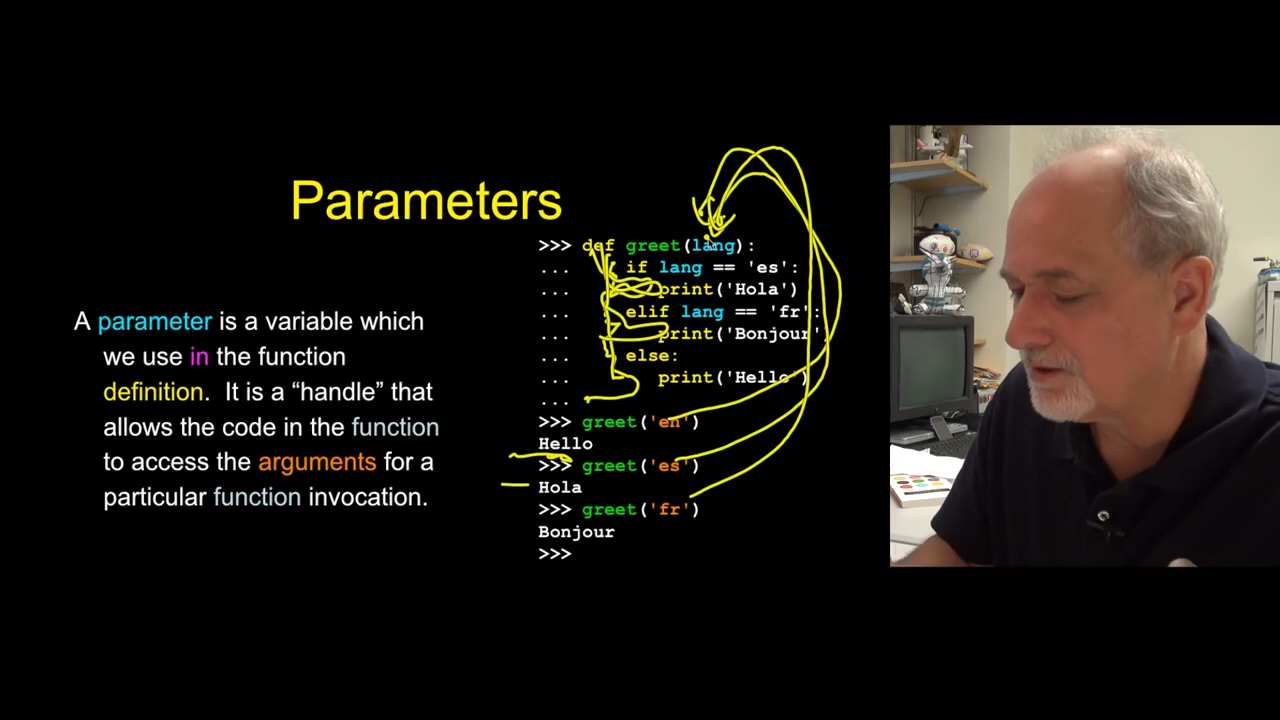 Parameters
A parameter is a variable which
we use in the function
definition. It is a “handle” that
allows the code in the function
to access the arguments for a
particular function invocation.
>>> def greet(lang):
... if lang == 'es':
... print('Hola')
... elif lang == 'fr':
... print('Bonjour')
... else:
... print('Hello')
...
>>> greet('en')
Hello
>>> greet('es')
Hola
>>> greet('fr')
Bonjour
>>>